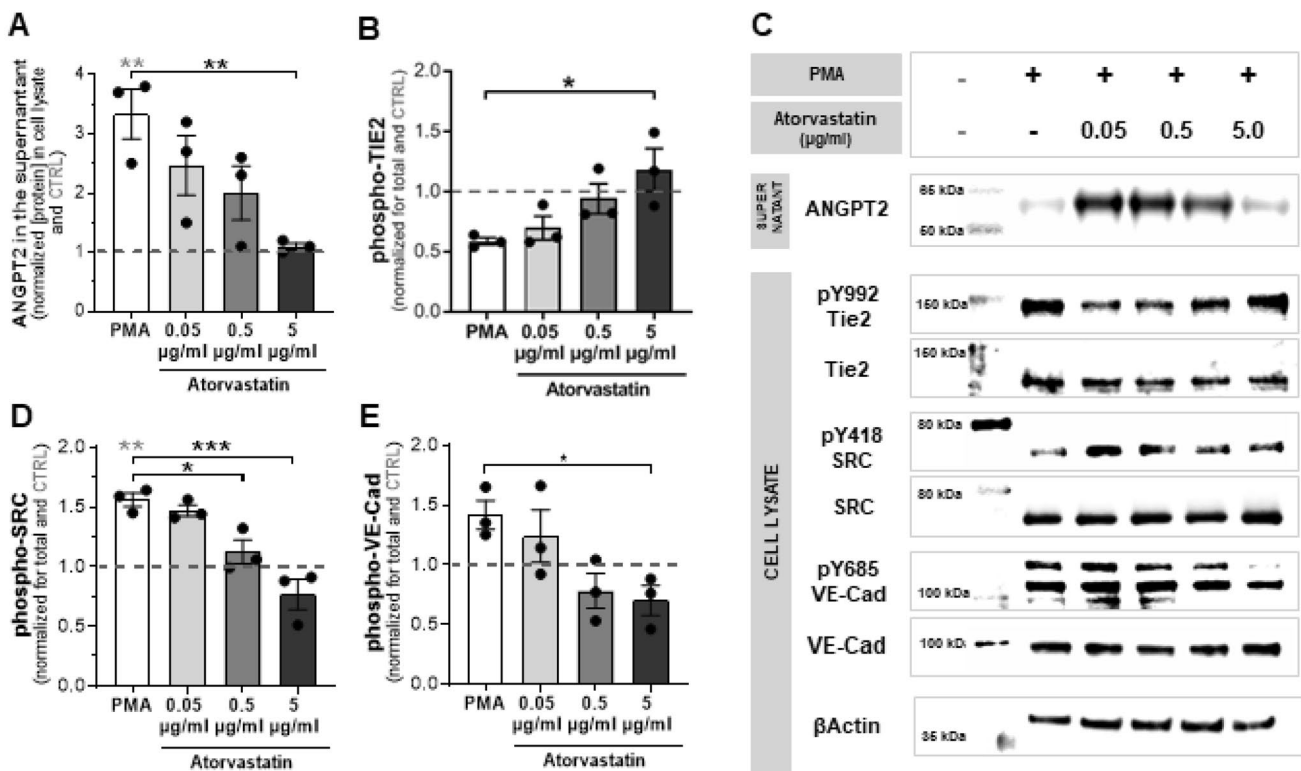 A
ANGPT2 in the supernatant
(normalized [protein] in cell lysate
and CTRL)
4
3
2
1
0
**
**
PMA
0.05
µg/ml
0.5
µg/ml
5
µg/ml
Atorvastatin
B
phospho-TIE2
(normalized for total and CTRL)
2.0
1.5
1.0
0.5
0.0
*
PMA
0.05
µg/ml
0.5
µg/ml
5
µg/ml
Atorvastatin
C
PMA
- + + + +
Atorvastatin
(µg/ml)
- - 0.05 0.5 5.0
SUPER
NATANT
ANGPT2
65 kDa
50 kDa
CELL LYSATE
pY992
Tie2
150 kDa
Tie2
150 kDa
pY418
SRC
80 kDa
SRC
80 kDa
pY685
VE-Cad
100 kDa
VE-Cad
100 kDa
βActin
35 kDa
D
phospho-SRC
(normalized for total and CTRL)
2.0
1.5
1.0
0.5
0.0
**
***
*
PMA
0.05
µg/ml
0.5
µg/ml
5
µg/ml
Atorvastatin
E
phospho-VE-Cad
(normalized for total and CTRL)
2.0
1.5
1.0
0.5
0.0
*
PMA
0.05
µg/ml
0.5
µg/ml
5
µg/ml
Atorvastatin